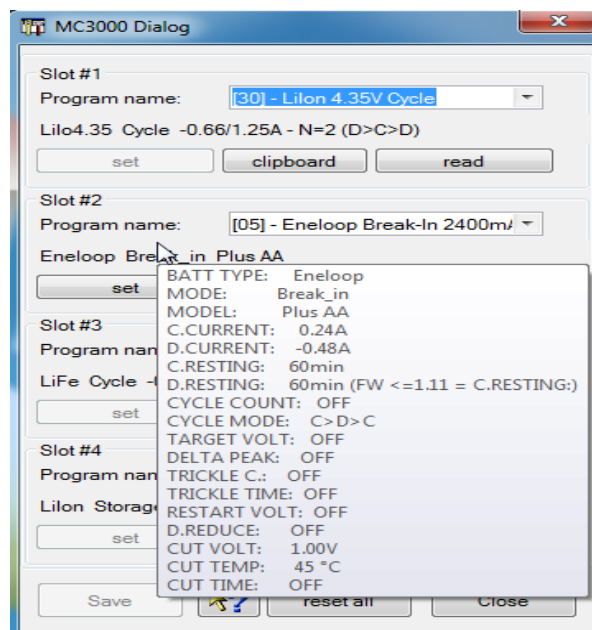 MC3000 Dialog
Slot #1
Program name: [30] - LiIon 4.35V Cycle
Lilo4.35 Cycle -0.66/1.25A - N=2 (D>C>D)
set clipboard read
Slot #2
Program name: [05] - Eneloop Break-In 2400m
Eneloop Break_in Plus AA
set
BATT TYPE: Eneloop
MODE: Break_in
MODEL: Plus AA
C.CURRENT: 0.24A
D.CURRENT: -0.48A
C.RESTING: 60min
D.RESTING: 60min (FW <=1.11 = C.RESTING:)
CYCLE COUNT: OFF
CYCLE MODE: C>D>C
TARGET VOLT: OFF
DELTA PEAK: OFF
TRICKLE C.: OFF
TRICKLE TIME: OFF
RESTART VOLT: OFF
D.REDUCE: OFF
CUT VOLT: 1.00V
CUT TEMP: 45 °C
CUT TIME: OFF
Slot #3
Program nan
LiFe Cycle -
set
Slot #4
Program nan
LiIon Storag
set
Save reset all Close